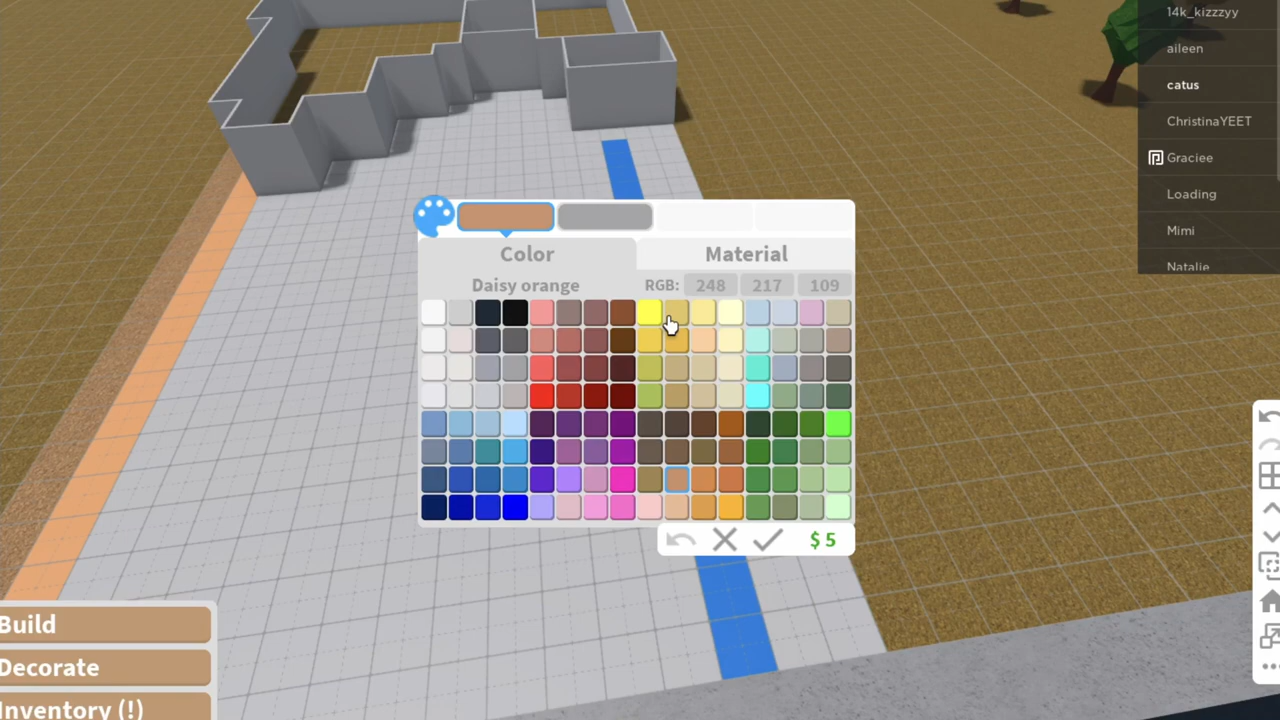 14k_kizzzyy
aileen
catus
ChristinaYEET
Graciee
Loading
Mimi
Natalie
Color
Material
Daisy orange
RGB: 248 217 109
$ 5
Build
Decorate
Inventory (!)